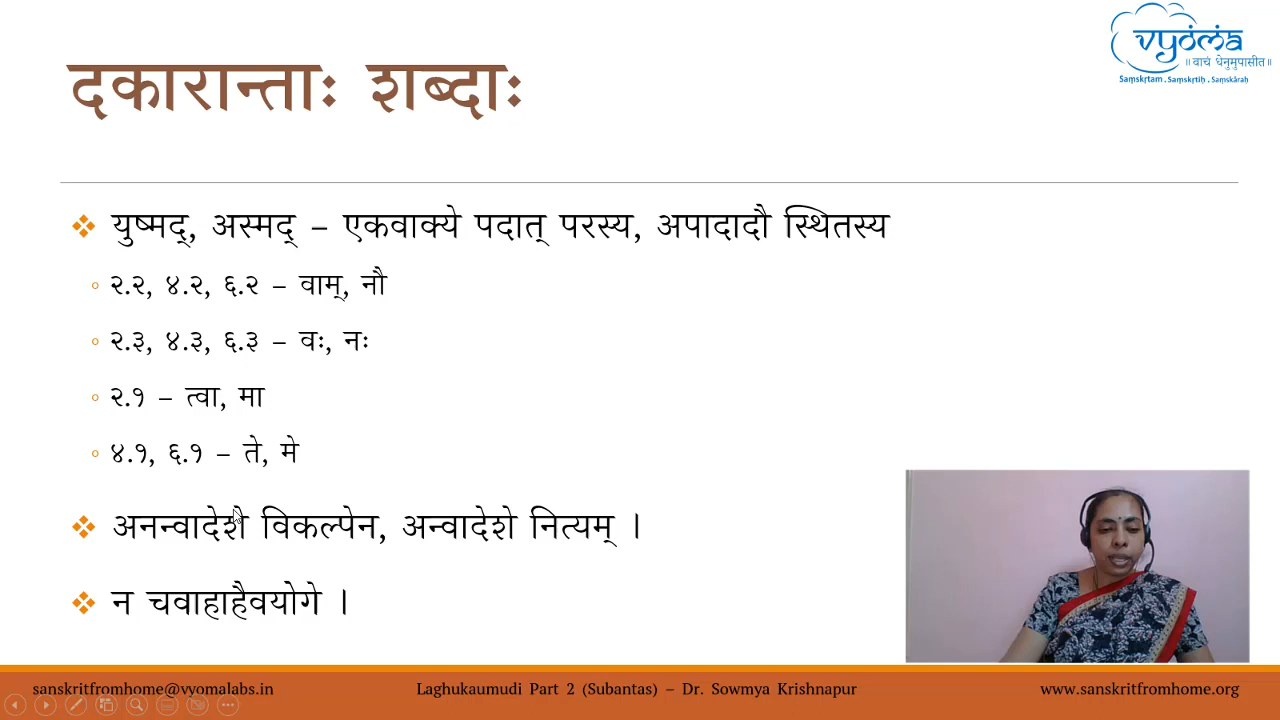 vyoma
॥ वाचं धेनुमुपासीत॥
Saṃskṛtam . Saṃskṛtiḥ . Saṃskāraḥ
दकारान्ताः शब्दाः
युष्मद्, अस्मद् – एकवाक्ये पदात् परस्य, अपादादौ स्थितस्य
२.२, ४.२, ६.२ – वाम्, नौ
२.३, ४.३, ६.३ – वः, नः
२.१ – त्वा, मा
४.१, ६.१ – ते, मे
अनन्वादेशे विकल्पेन, अन्वादेशे नित्यम् ।
न चवाहाहैवयोगे ।
sanskritfromhome@vyomalabs.in
Laghukaumudi Part 2 (Subantas) – Dr. Sowmya Krishnapur
www.sanskritfromhome.org